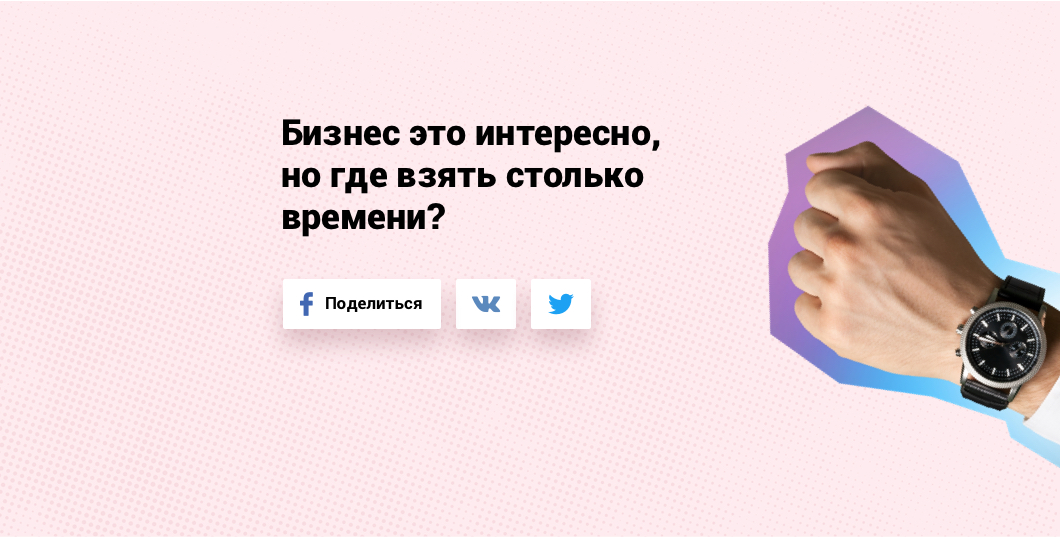 Бизнес это интересно,
но где взять столько
времени?
Поделиться